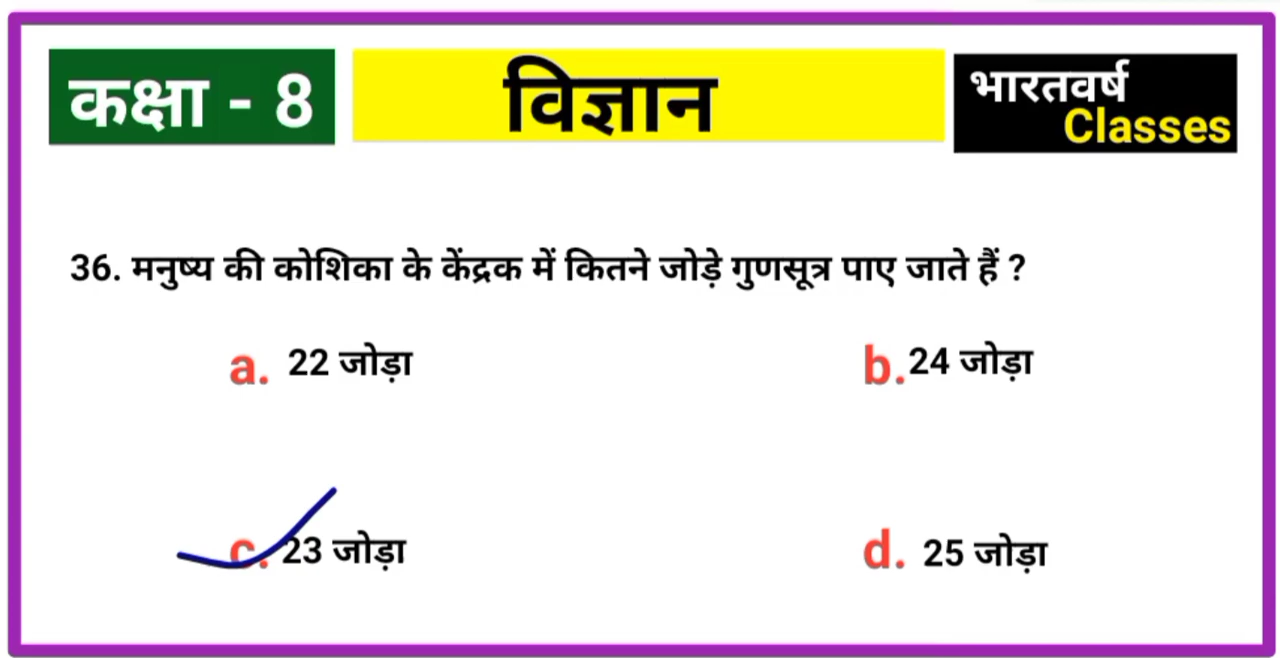 कक्षा - 8
विज्ञान
भारतवर्ष
Classes
36. मनुष्य की कोशिका के केंद्रक में कितने जोड़े गुणसूत्र पाए जाते हैं ?
a. 22 जोड़ा
b. 24 जोड़ा
c. 23 जोड़ा
d. 25 जोड़ा